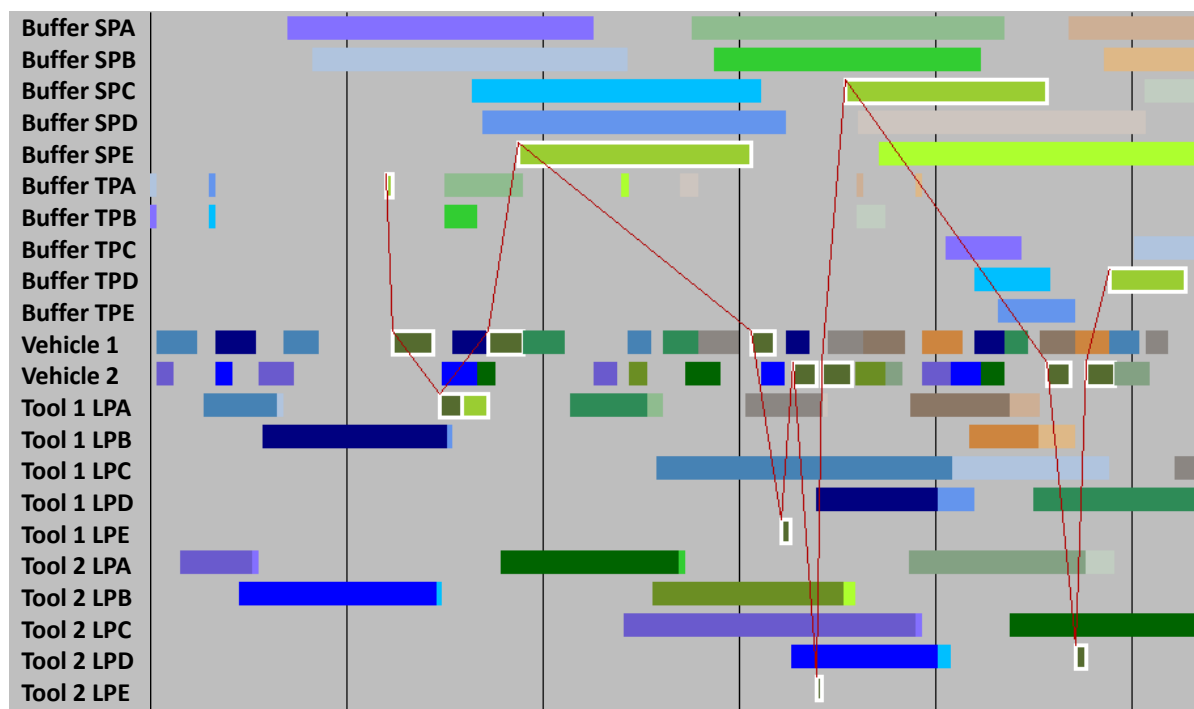 Buffer SPA
Buffer SPB
Buffer SPC
Buffer SPD
Buffer SPE
Buffer TPA
Buffer TPB
Buffer TPC
Buffer TPD
Buffer TPE
Vehicle 1
Vehicle 2
Tool 1 LPA
Tool 1 LPB
Tool 1 LPC
Tool 1 LPD
Tool 1 LPE
Tool 2 LPA
Tool 2 LPB
Tool 2 LPC
Tool 2 LPD
Tool 2 LPE